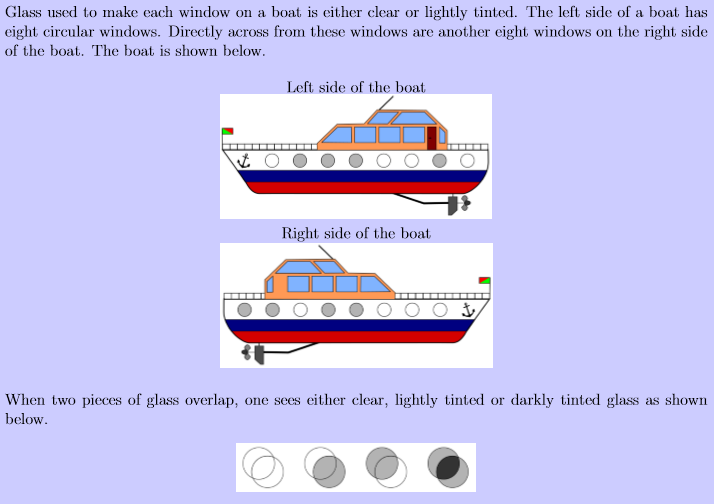 Glass used to make each window on a boat is either clear or lightly tinted. The left side of a boat has
eight circular windows. Directly across from these windows are another eight windows on the right side
of the boat. The boat is shown below.
Left side of the boat
Right side of the boat
When two pieces of glass overlap, one sees either clear, lightly tinted or darkly tinted glass as shown
below.